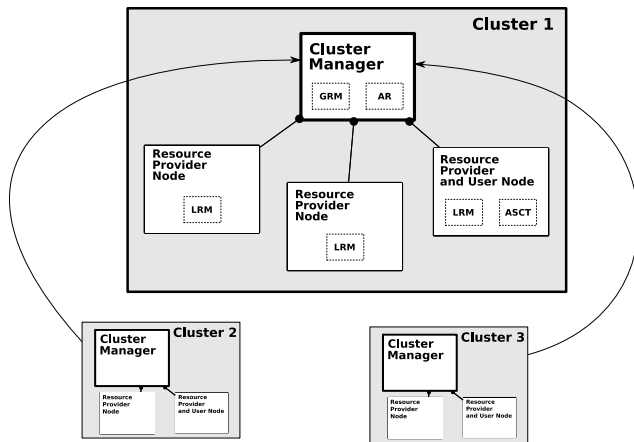 Cluster 1
Cluster
Manager
GRM
AR
Resource
Provider
Node
LRM
Resource
Provider
Node
LRM
Resource
Provider
and User Node
LRM
ASCT
Cluster 2
Cluster
Manager
Resource
Provider
Node
Resource
Provider
and User Node
Cluster 3
Cluster
Manager
Resource
Provider
Node
Resource
Provider
and User Node